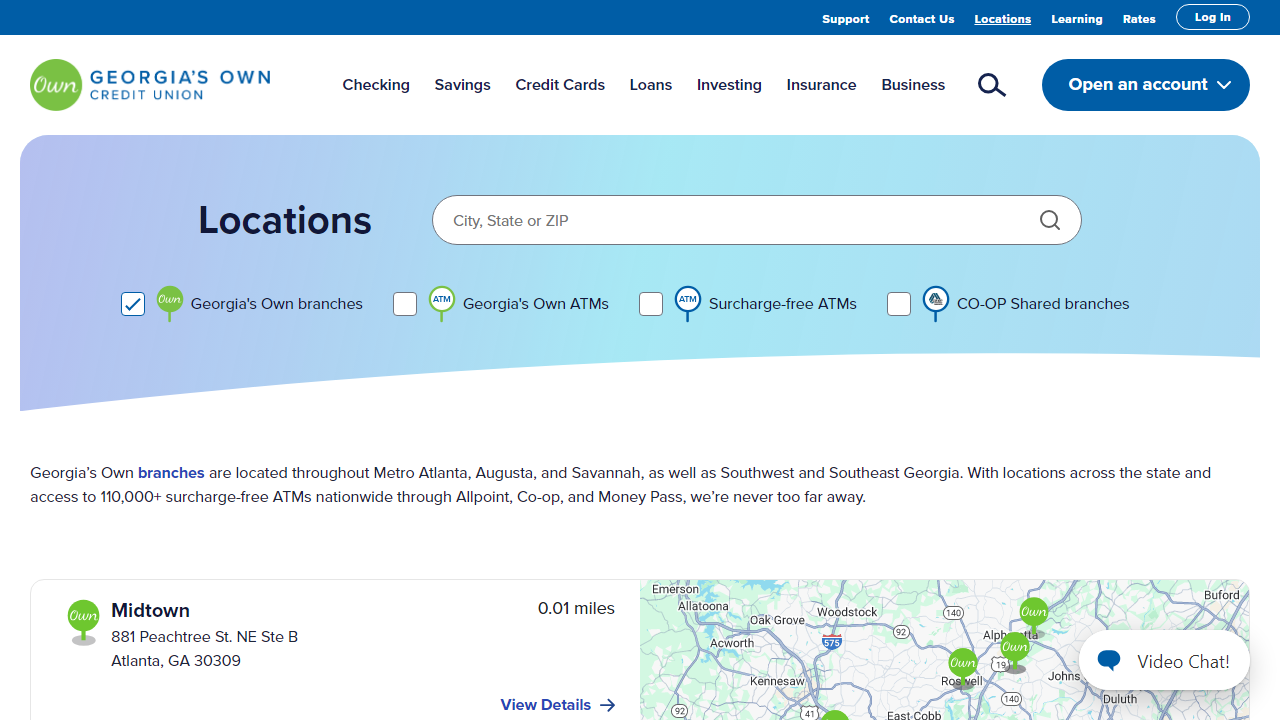 Support Contact Us Locations Learning Rates Log In
Own GEORGIA'S OWN
CREDIT UNION
Checking Savings Credit Cards Loans Investing Insurance Business Open an account
Locations City, State or ZIP
Own Georgia's Own branches ATM Georgia's Own ATMs ATM Surcharge-free ATMs CO-OP Shared branches
Georgia’s Own branches are located throughout Metro Atlanta, Augusta, and Savannah, as well as Southwest and Southeast Georgia. With locations across the state and
access to 110,000+ surcharge-free ATMs nationwide through Allpoint, Co-op, and Money Pass, we’re never too far away.
Own Midtown 0.01 miles
881 Peachtree St. NE Ste B
Atlanta, GA 30309
View Details
Emerson
Buford
Allatoona
Woodstock
140
Own
Oak Grove
92
575
Acworth
Own
Own
19
Video Chat!
Kennesaw
Johns
140
Duluth
92
41
East Cobb